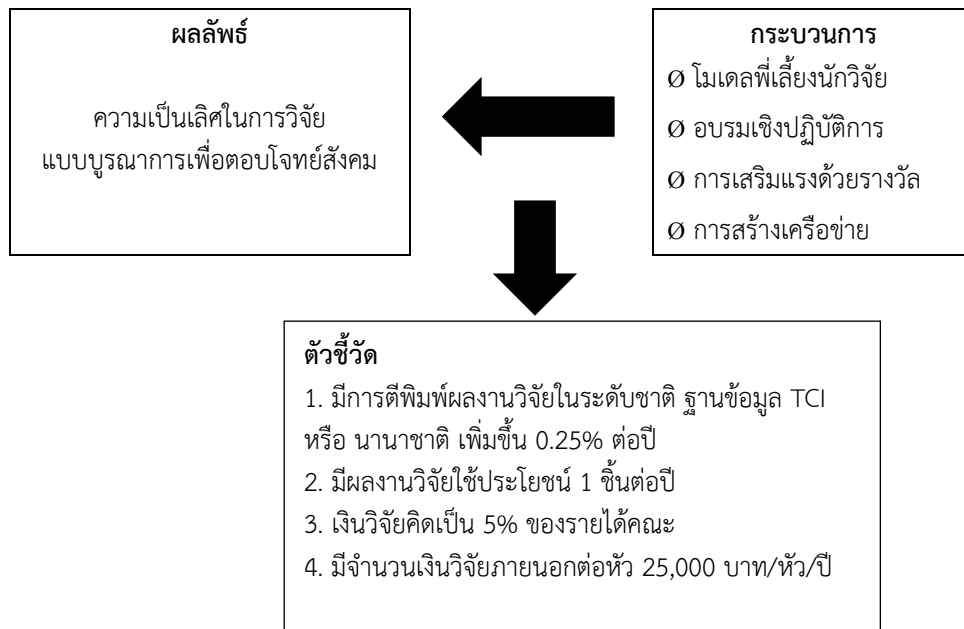 ผลลัพธ์
ความเป็นเลิศในการวิจัย
แบบบูรณาการเพื่อตอบโจทย์สังคม
กระบวนการ
Ø โมเดลพี่เลี้ยงนักวิจัย
Ø อบรมเชิงปฏิบัติการ
Ø การเสริมแรงด้วยรางวัล
Ø การสร้างเครือข่าย
ตัวชี้วัด
1. มีการตีพิมพ์ผลงานวิจัยในระดับชาติ ฐานข้อมูล TCI
หรือ นานาชาติ เพิ่มขึ้น 0.25% ต่อปี
2. มีผลงานวิจัยใช้ประโยชน์ 1 ชิ้นต่อปี
3. เงินวิจัยคิดเป็น 5% ของรายได้คณะ
4. มีจำนวนเงินวิจัยภายนอกต่อหัว 25,000 บาท/หัว/ปี